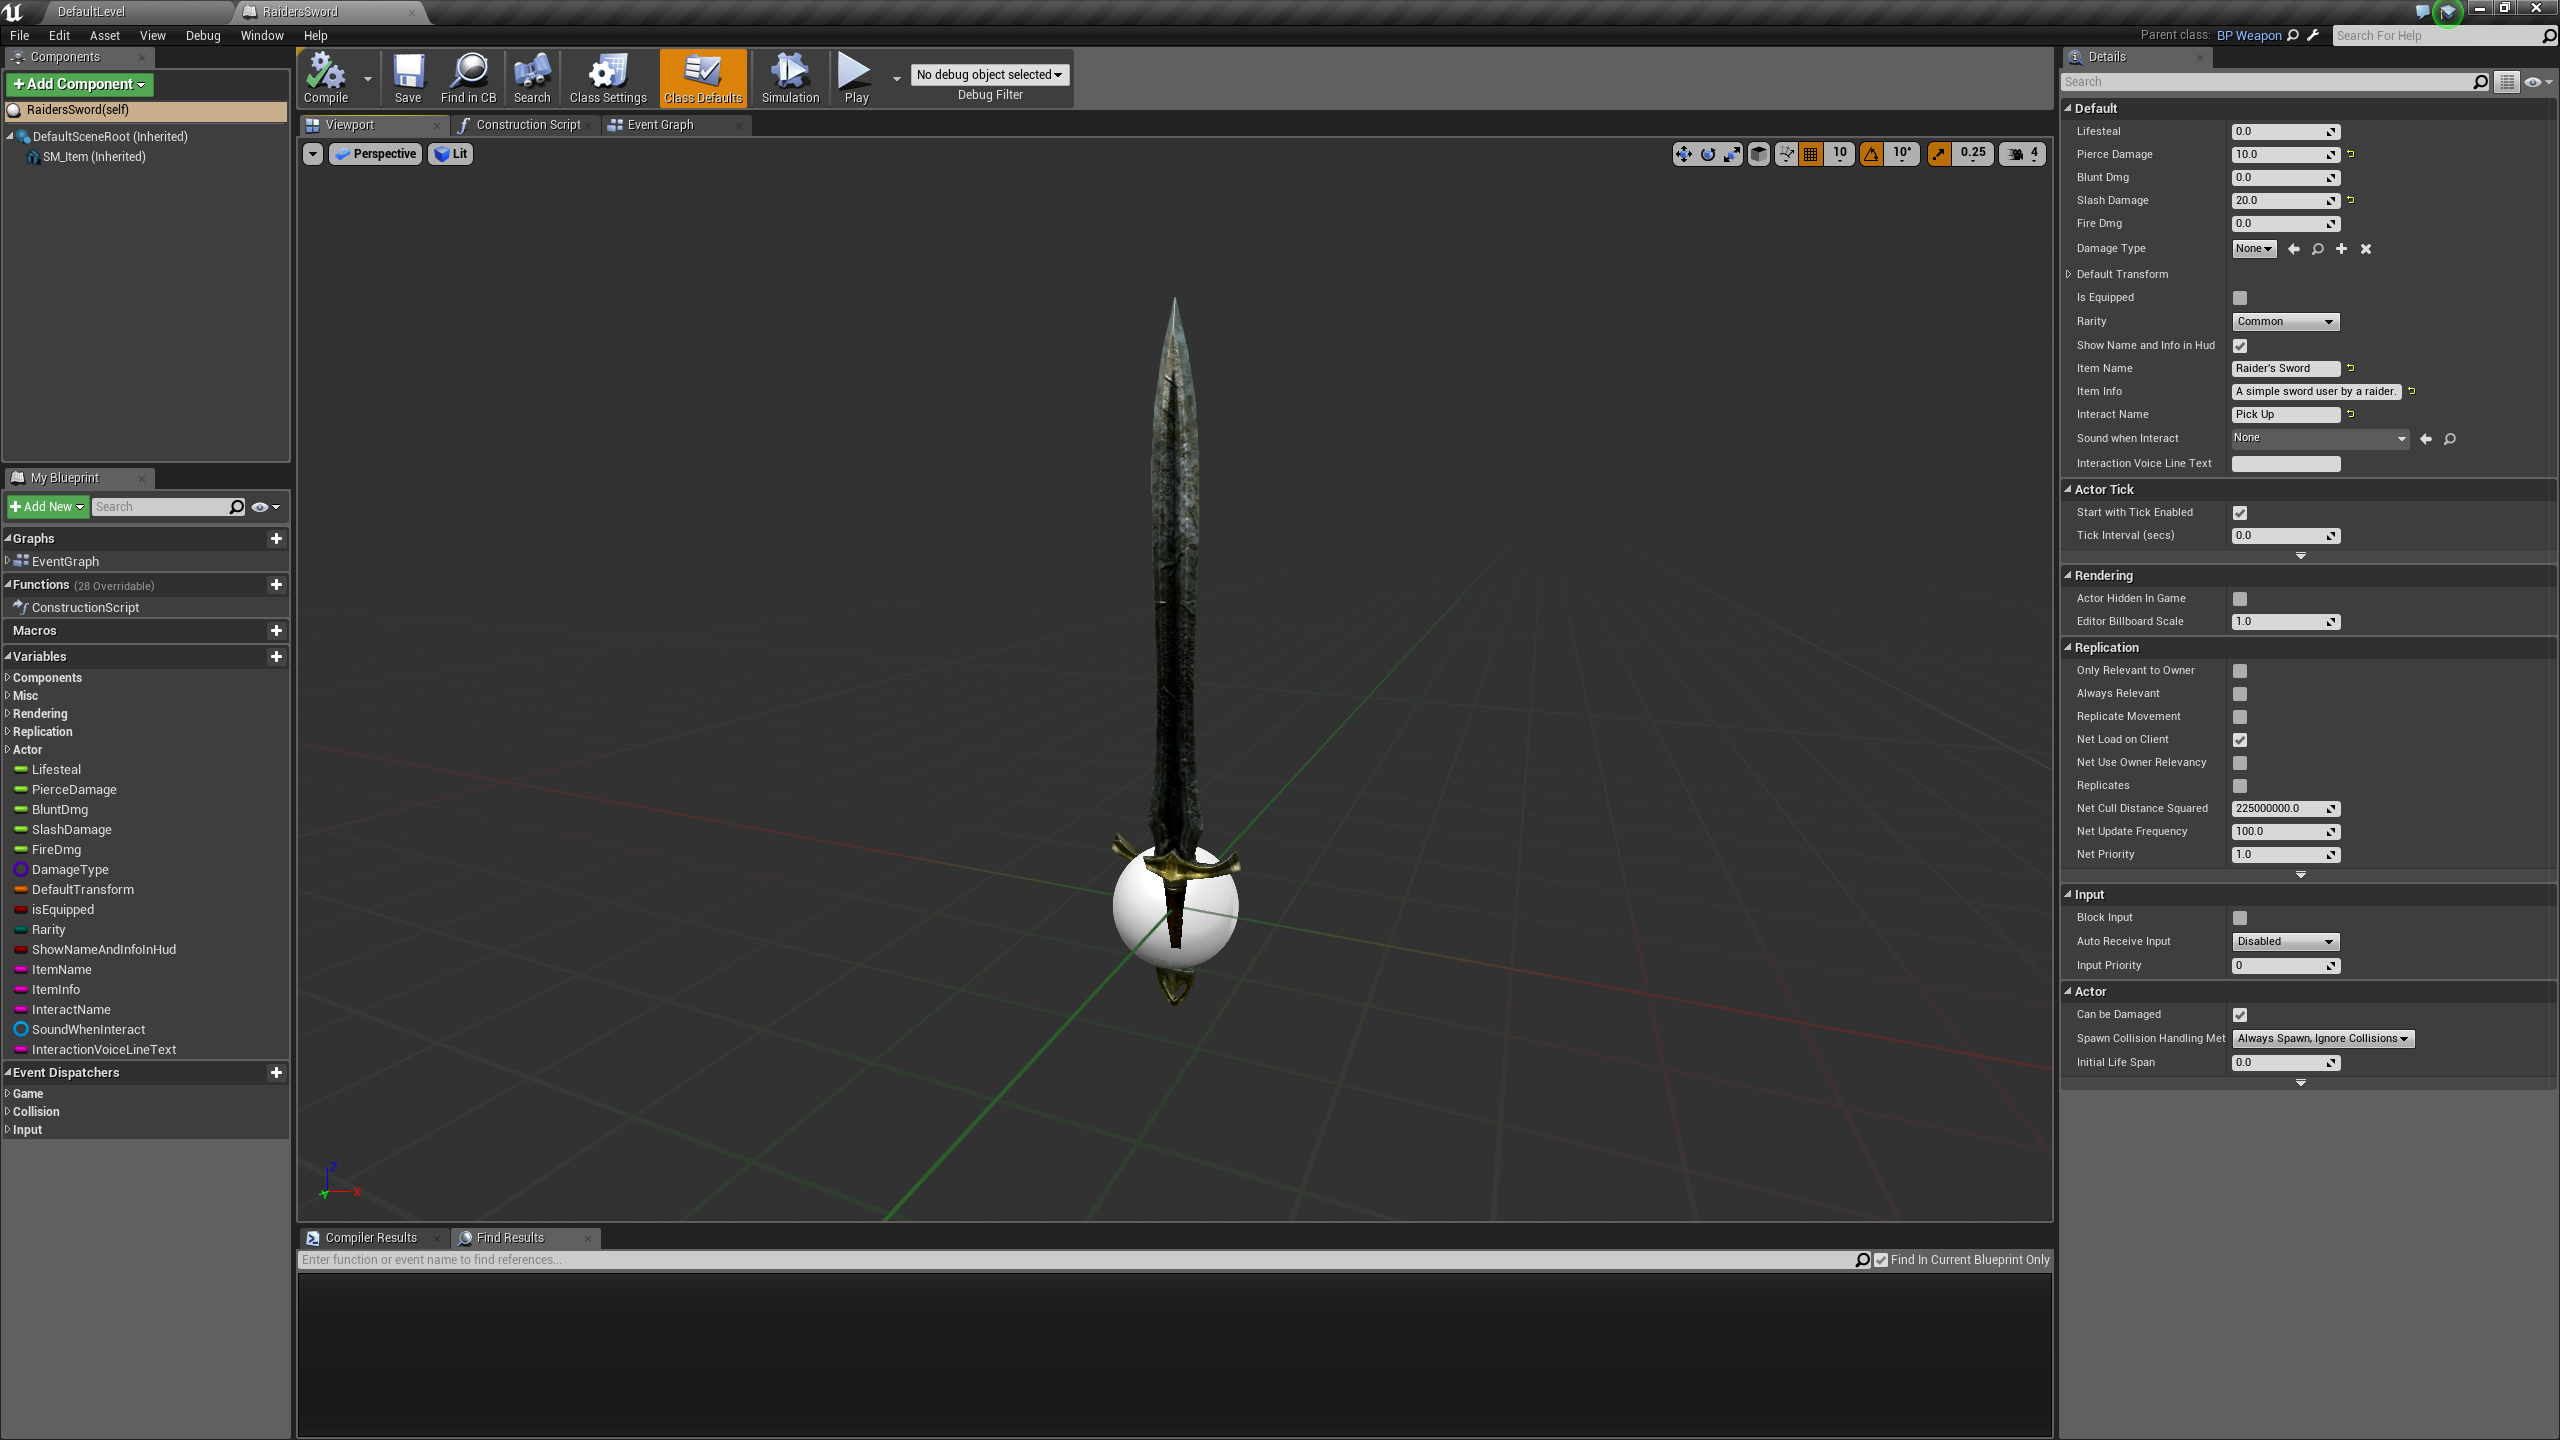 DefaultLevel
RaidersSword
File Edit Asset View Debug Window Help
Parent class: BP Weapon
Search For Help
Components
+Add Component
RaidersSword(self)
DefaultSceneRoot (Inherited)
SM_Item (Inherited)
My Blueprint
+Add New
Search
Graphs
EventGraph
Functions (28 Overridable)
ConstructionScript
Macros
Variables
Components
Misc
Rendering
Replication
Actor
Lifesteal
PierceDamage
BluntDmg
SlashDamage
FireDmg
DamageType
DefaultTransform
isEquipped
Rarity
ShowNameAndInfoInHud
ItemName
ItemInfo
InteractName
SoundWhenInteract
InteractionVoiceLineText
Event Dispatchers
Game
Collision
Input
Compile
Save
Find in CB
Search
Class Settings
Class Defaults
Simulation
Play
No debug object selected
Debug Filter
Viewport
Construction Script
Event Graph
Perspective
Lit
10
10°
0.25
4
Z
Y
X
Compiler Results
Find Results
Enter function or event name to find references...
Find In Current Blueprint Only
Details
Search
Default
Lifesteal 0.0
Pierce Damage 10.0
Blunt Dmg 0.0
Slash Damage 20.0
Fire Dmg 0.0
Damage Type None
Default Transform
Is Equipped
Rarity Common
Show Name and Info in Hud
Item Name Raider's Sword
Item Info A simple sword user by a raider.
Interact Name Pick Up
Sound when Interact None
Interaction Voice Line Text
Actor Tick
Start with Tick Enabled
Tick Interval (secs) 0.0
Rendering
Actor Hidden In Game
Editor Billboard Scale 1.0
Replication
Only Relevant to Owner
Always Relevant
Replicate Movement
Net Load on Client
Net Use Owner Relevancy
Replicates
Net Cull Distance Squared 225000000.0
Net Update Frequency 100.0
Net Priority 1.0
Input
Block Input
Auto Receive Input Disabled
Input Priority 0
Actor
Can be Damaged
Spawn Collision Handling Met Always Spawn, Ignore Collisions
Initial Life Span 0.0